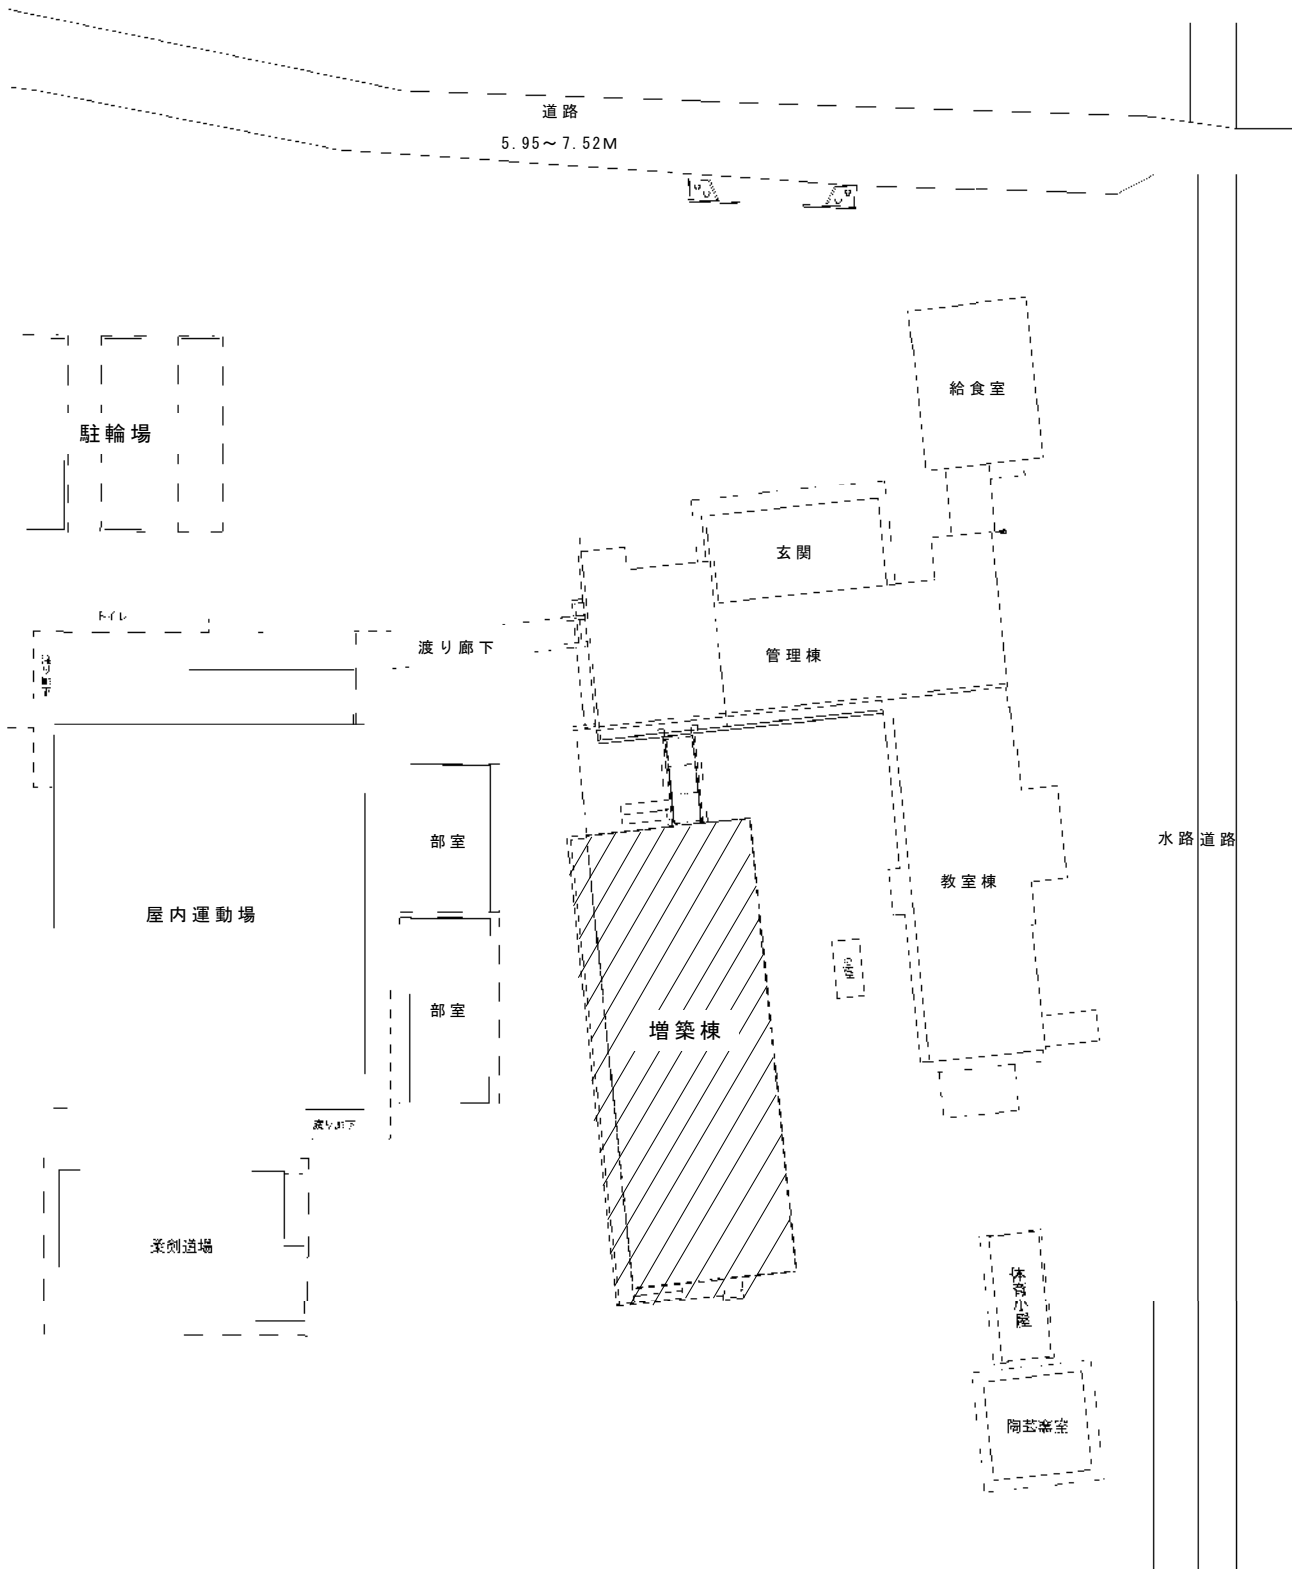 道路
5.95～7.52M
給食室
駐輪場
玄関
トイレ
渡り廊下
管理棟
部室
水路
道路
教室棟
屋内運動場
部室
増築棟
渡り廊下
柔剣道場
体育小屋
陶芸窯室